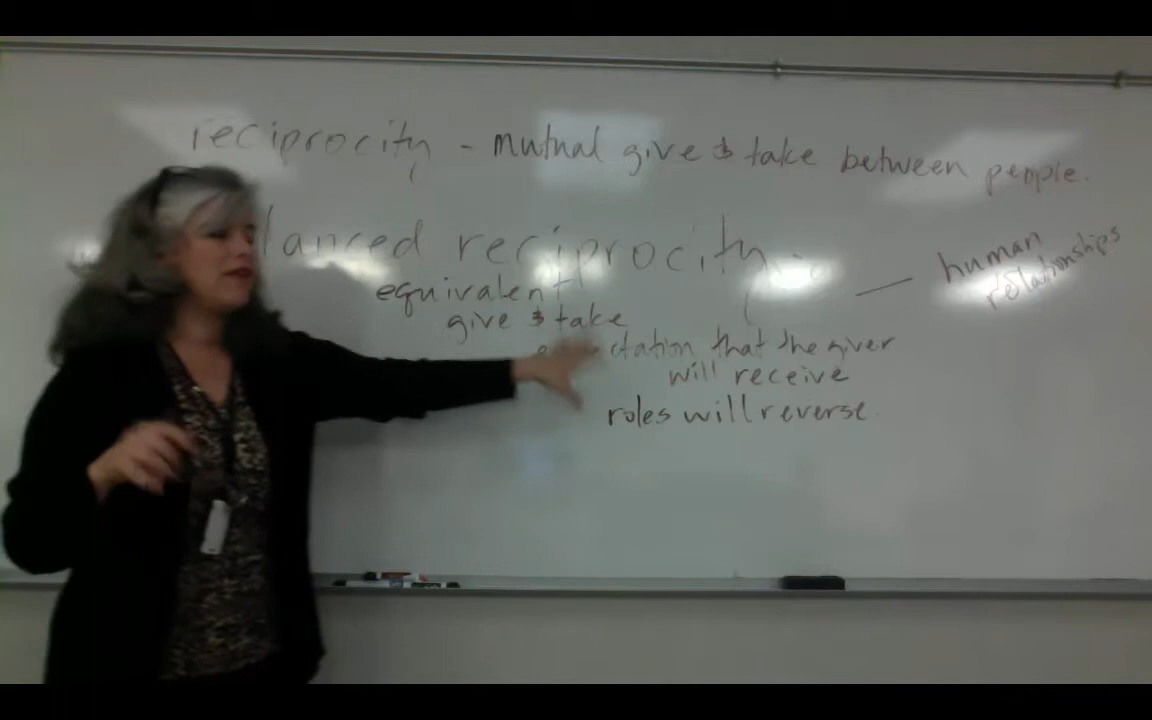 reciprocity - mutual give & take between people.
lanced reciprocity -
— human
relationships
equivalent
give & take
that the giver
will receive
roles will reverse.